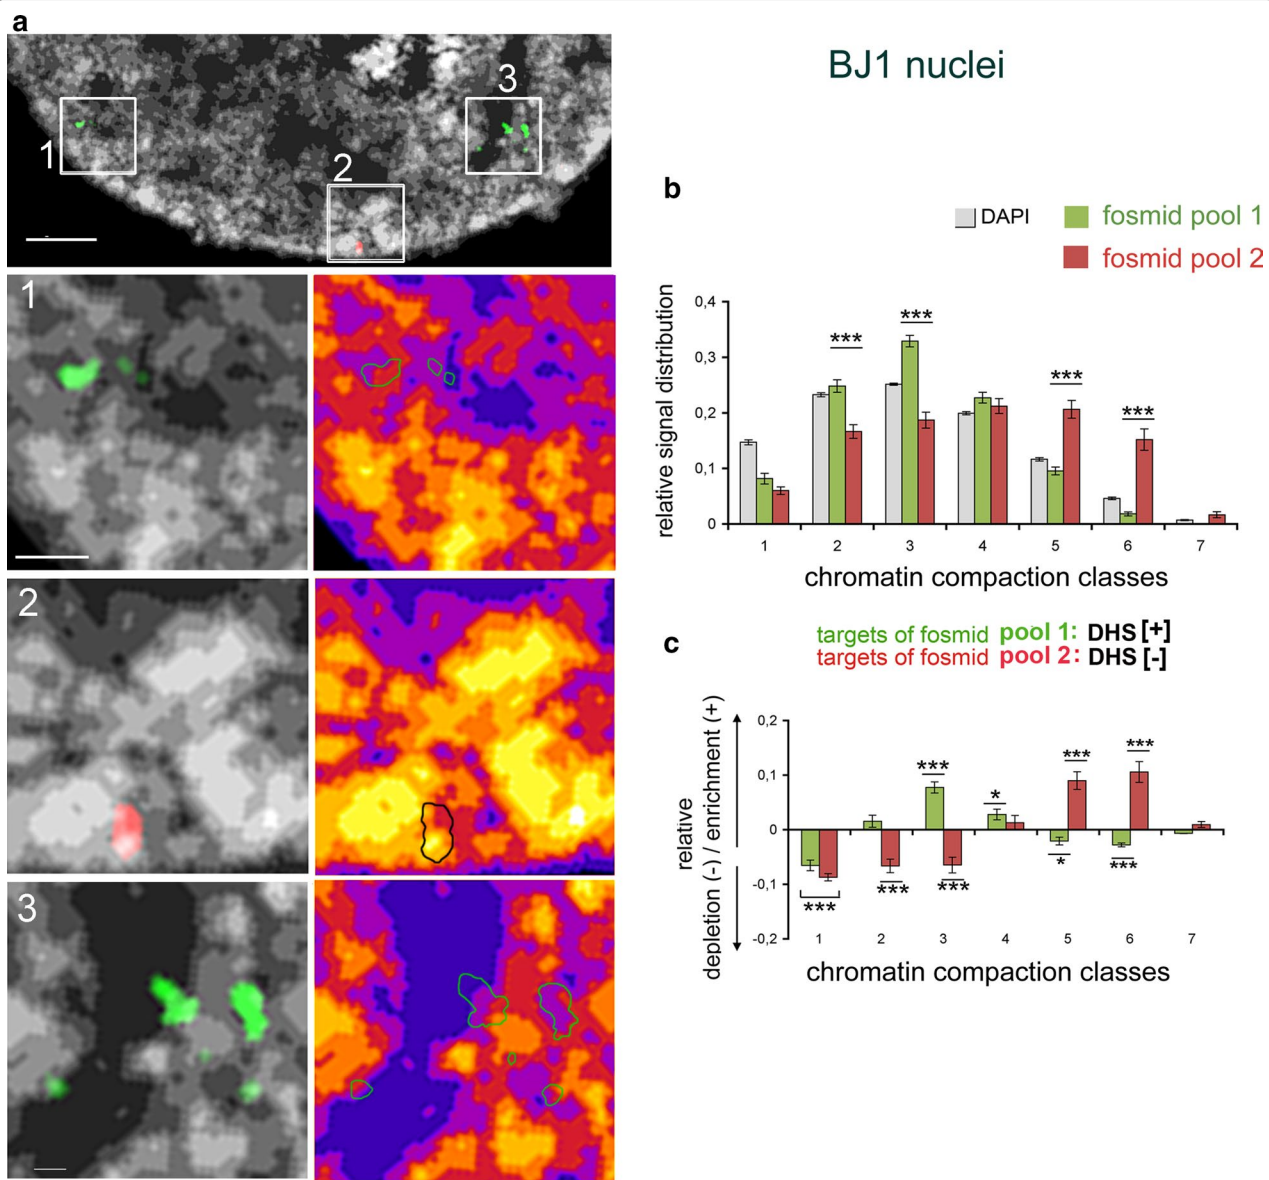 a
1
2
3
1
2
3
BJ1 nuclei
b
DAPI
fosmid pool 1
fosmid pool 2
relative signal distribution
0,4
0,3
0,2
0,1
0
***
***
***
***
1 2 3 4 5 6 7
chromatin compaction classes
targets of fosmid pool 1: DHS [+]
targets of fosmid pool 2: DHS [-]
c
relative
depletion (-) / enrichment (+)
0,2
0,1
0
-0,1
-0,2
***
***
***
***
*
***
*
***
***
1 2 3 4 5 6 7
chromatin compaction classes